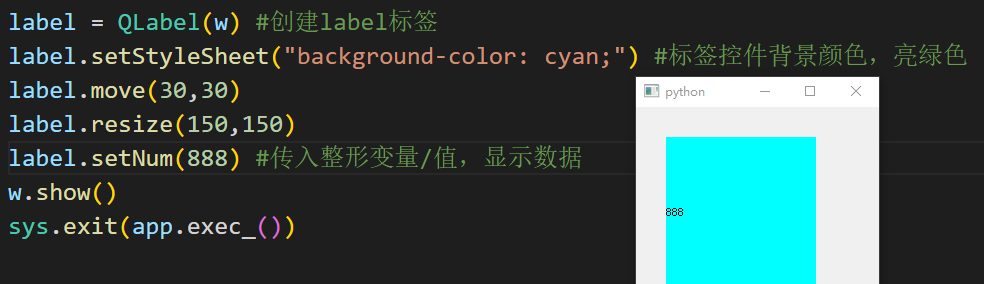 label = QLabel(w) #创建label标签
label.setStyleSheet("background-color: cyan;") #标签控件背景颜色，亮绿色
label.move(30,30)
label.resize(150,150)
label.setNum(888) #传入整形变量/值，显示数据
w.show()
sys.exit(app.exec_())
python
888